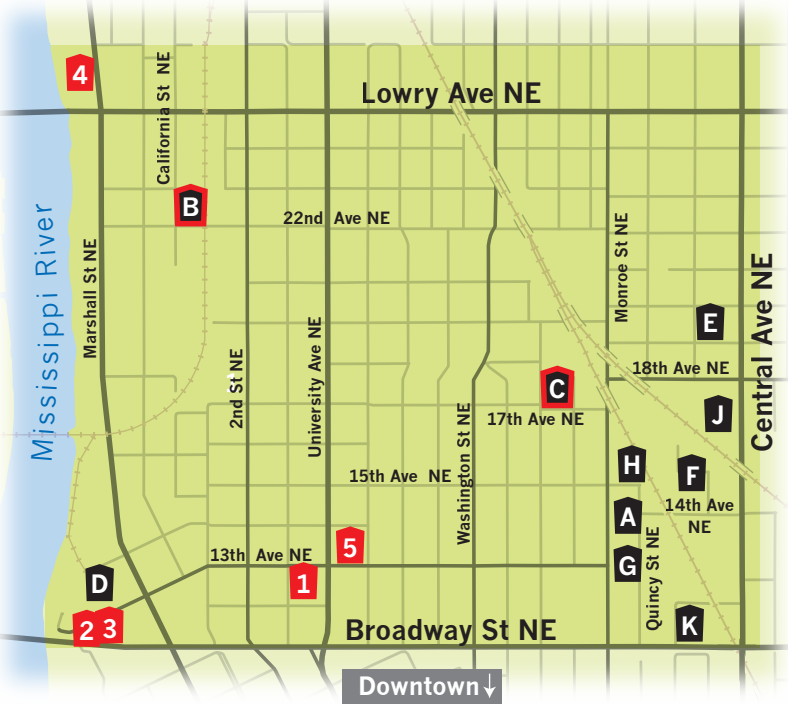 4
California St NE
Lowry Ave NE
B
22nd Ave NE
Mississippi River
Marshall St NE
Monroe St NE
Central Ave NE
E
2nd St NE
University Ave NE
18th Ave NE
C
17th Ave NE
J
Washington St NE
H
F
15th Ave NE
14th Ave
NE
A
5
13th Ave NE
G
Quincy St NE
D
1
2
3
K
Broadway St NE
Downtown↓